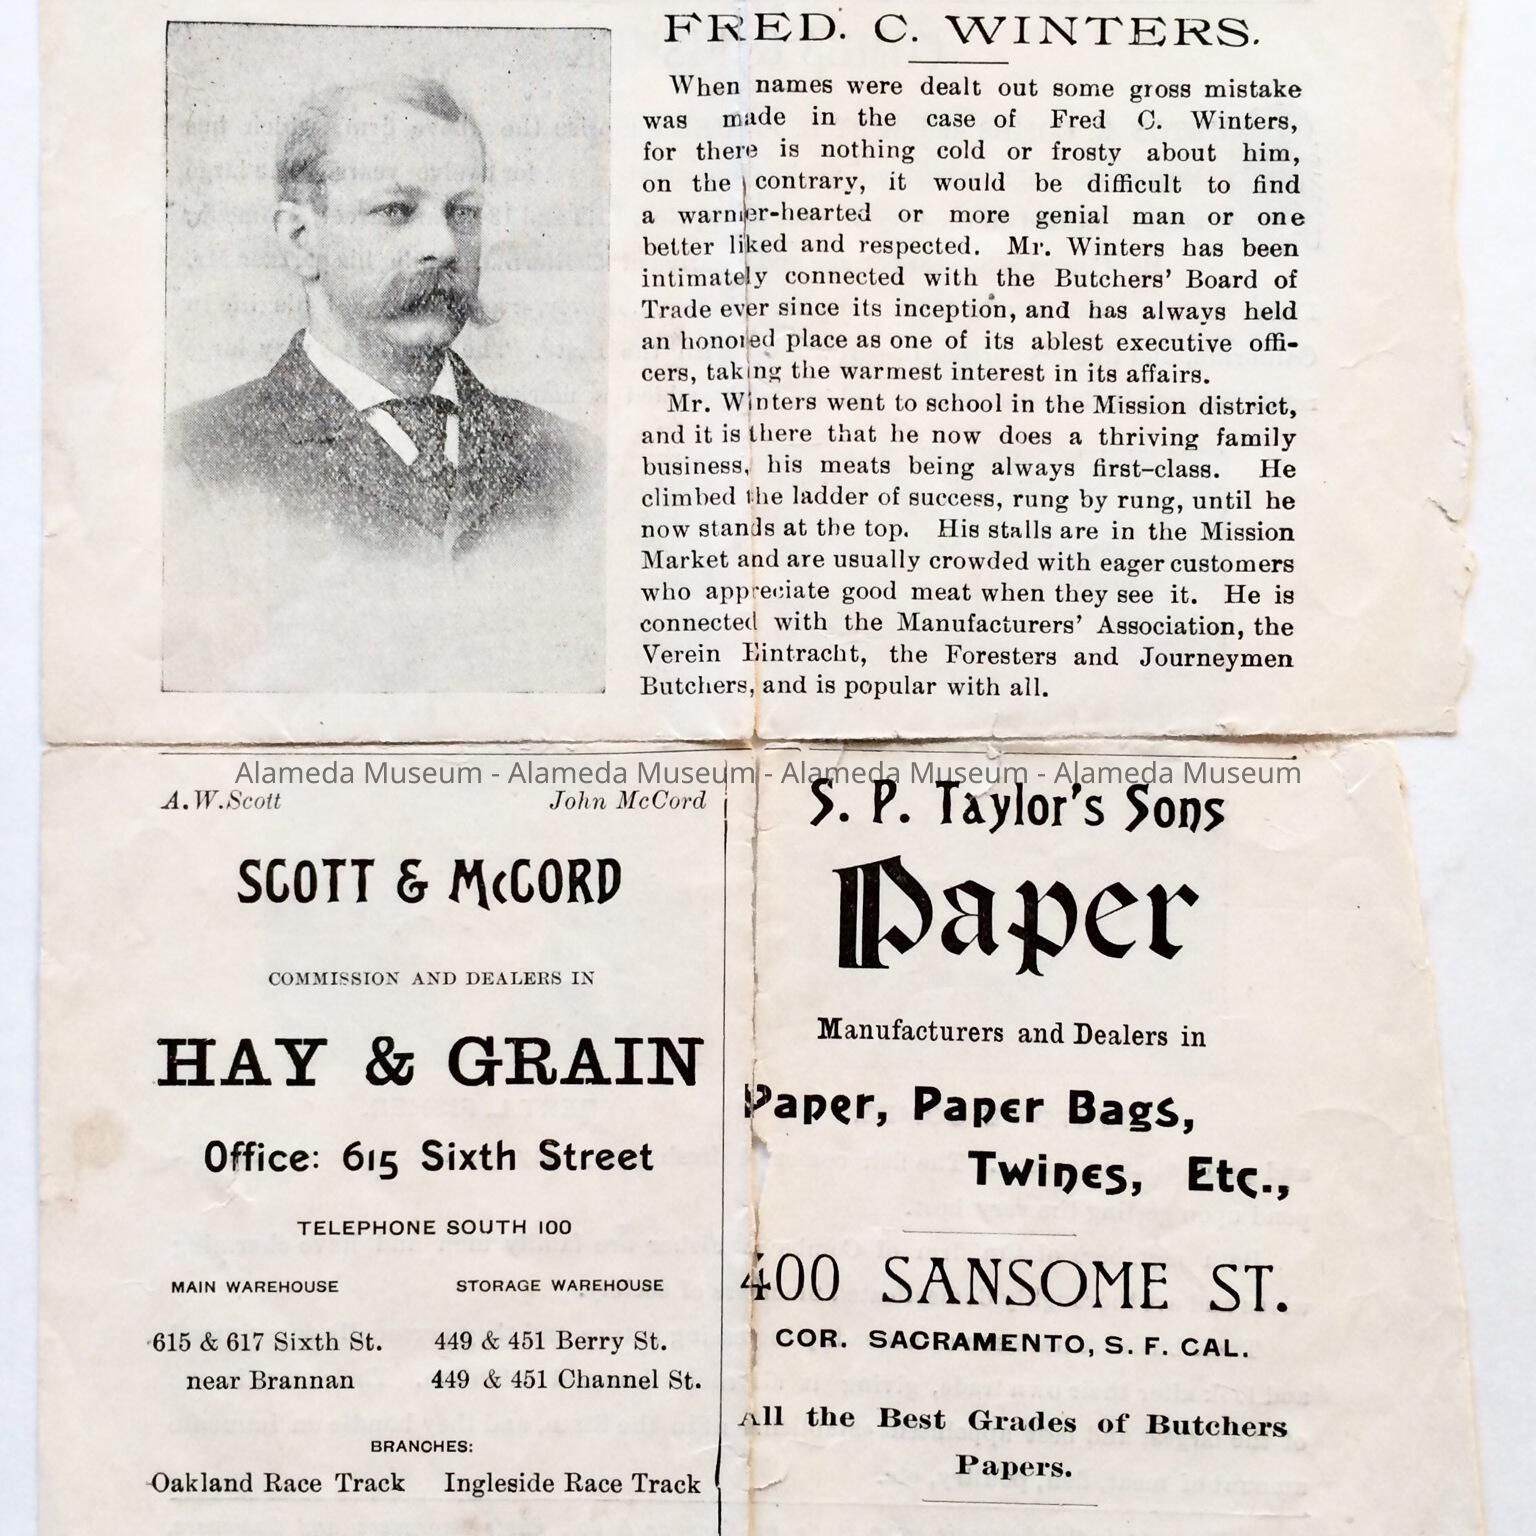 FRED. C. WINTERS.
When names were dealt out some gross mistake
was made in the case of Fred C. Winters,
for there is nothing cold or frosty about him,
on the contrary, it would be difficult to find
a warmer-hearted or more genial man or one
better liked and respected. Mr. Winters has been
intimately connected with the Butchers' Board of
Trade ever since its inception, and has always held
an honored place as one of its ablest executive offi-
cers, taking the warmest interest in its affairs.
Mr. Winters went to school in the Mission district,
and it is there that he now does a thriving family
business, his meats being always first-class. He
climbed the ladder of success, rung by rung, until he
now stands at the top. His stalls are in the Mission
Market and are usually crowded with eager customers
who appreciate good meat when they see it. He is
connected with the Manufacturers' Association, the
Verein Eintracht, the Foresters and Journeymen
Butchers, and is popular with all.
Alameda Museum - Alameda Museum - Alameda Museum - Alameda Museum
A. W. Scott John McCord
SCOTT & McCORD
COMMISSION AND DEALERS IN
HAY & GRAIN
Office: 615 Sixth Street
TELEPHONE SOUTH 100
MAIN WAREHOUSE STORAGE WAREHOUSE
615 & 617 Sixth St. 449 & 451 Berry St.
near Brannan 449 & 451 Channel St.
BRANCHES:
Oakland Race Track Ingleside Race Track
S. P. Taylor's Sons
Paper
Manufacturers and Dealers in
Paper, Paper Bags,
Twines, Etc.,
400 SANSOME ST.
COR. SACRAMENTO, S. F. CAL.
All the Best Grades of Butchers
Papers.